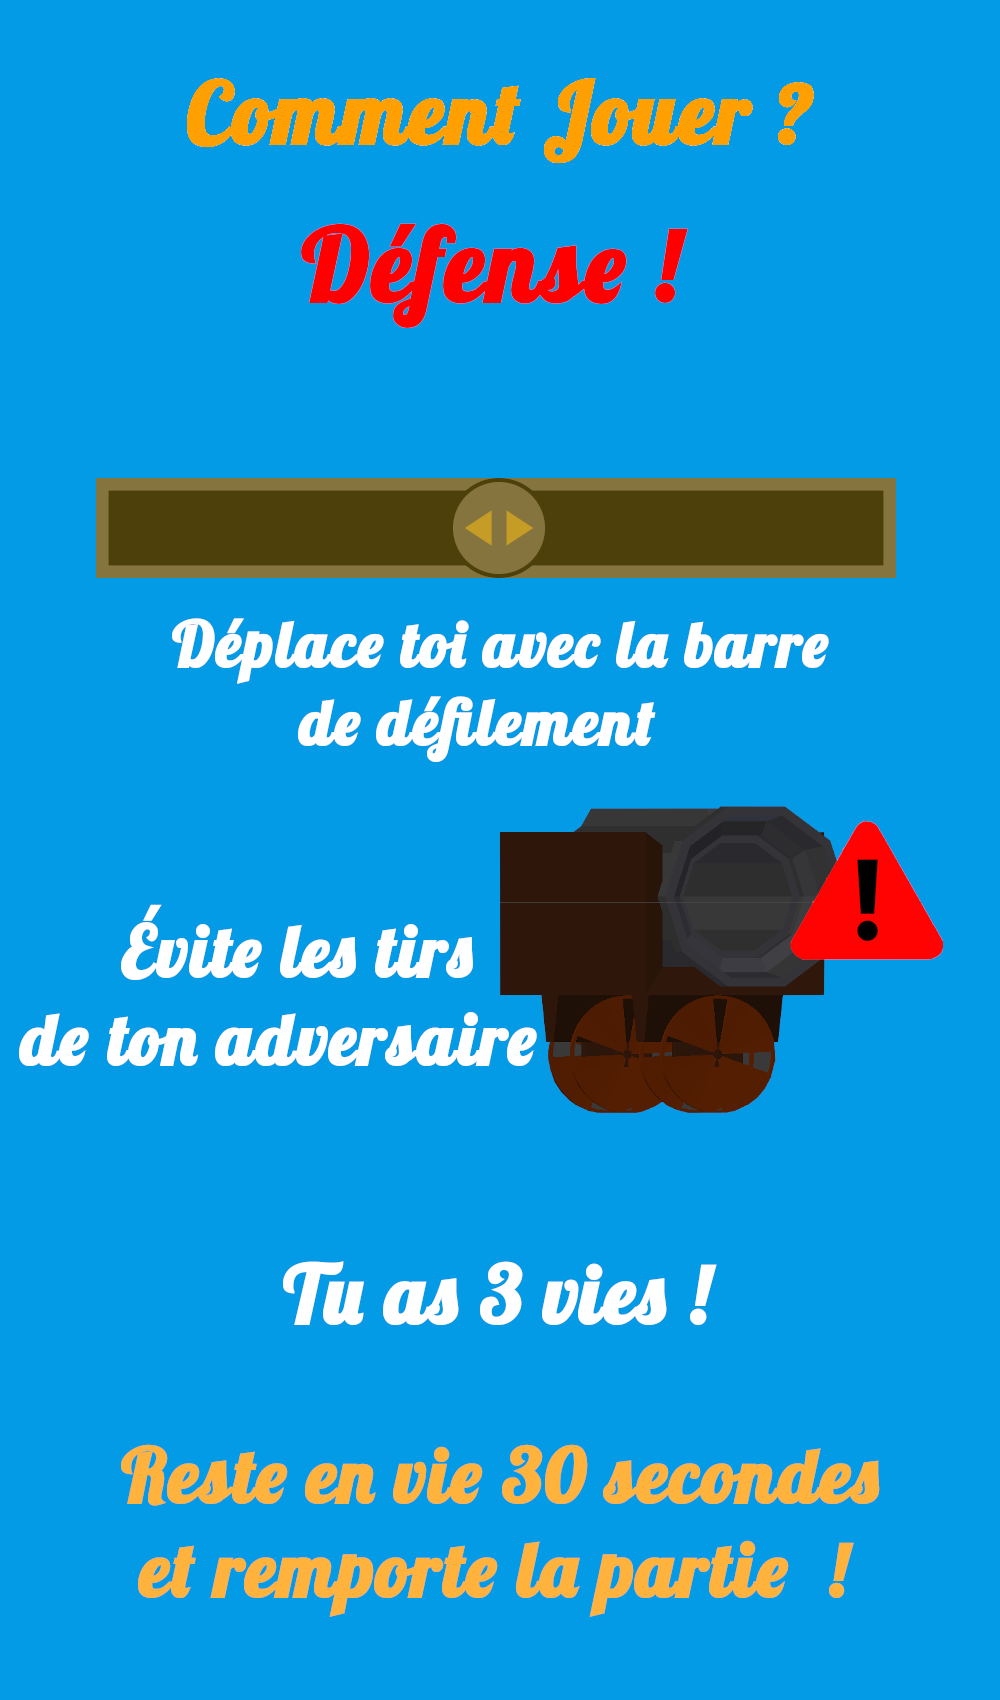 Comment Jouer ?
Défense !
Déplace toi avec la barre
de défilement
Évite les tirs
de ton adversaire
!
Tu as 3 vies !
Reste en vie 30 secondes
et remporte la partie !